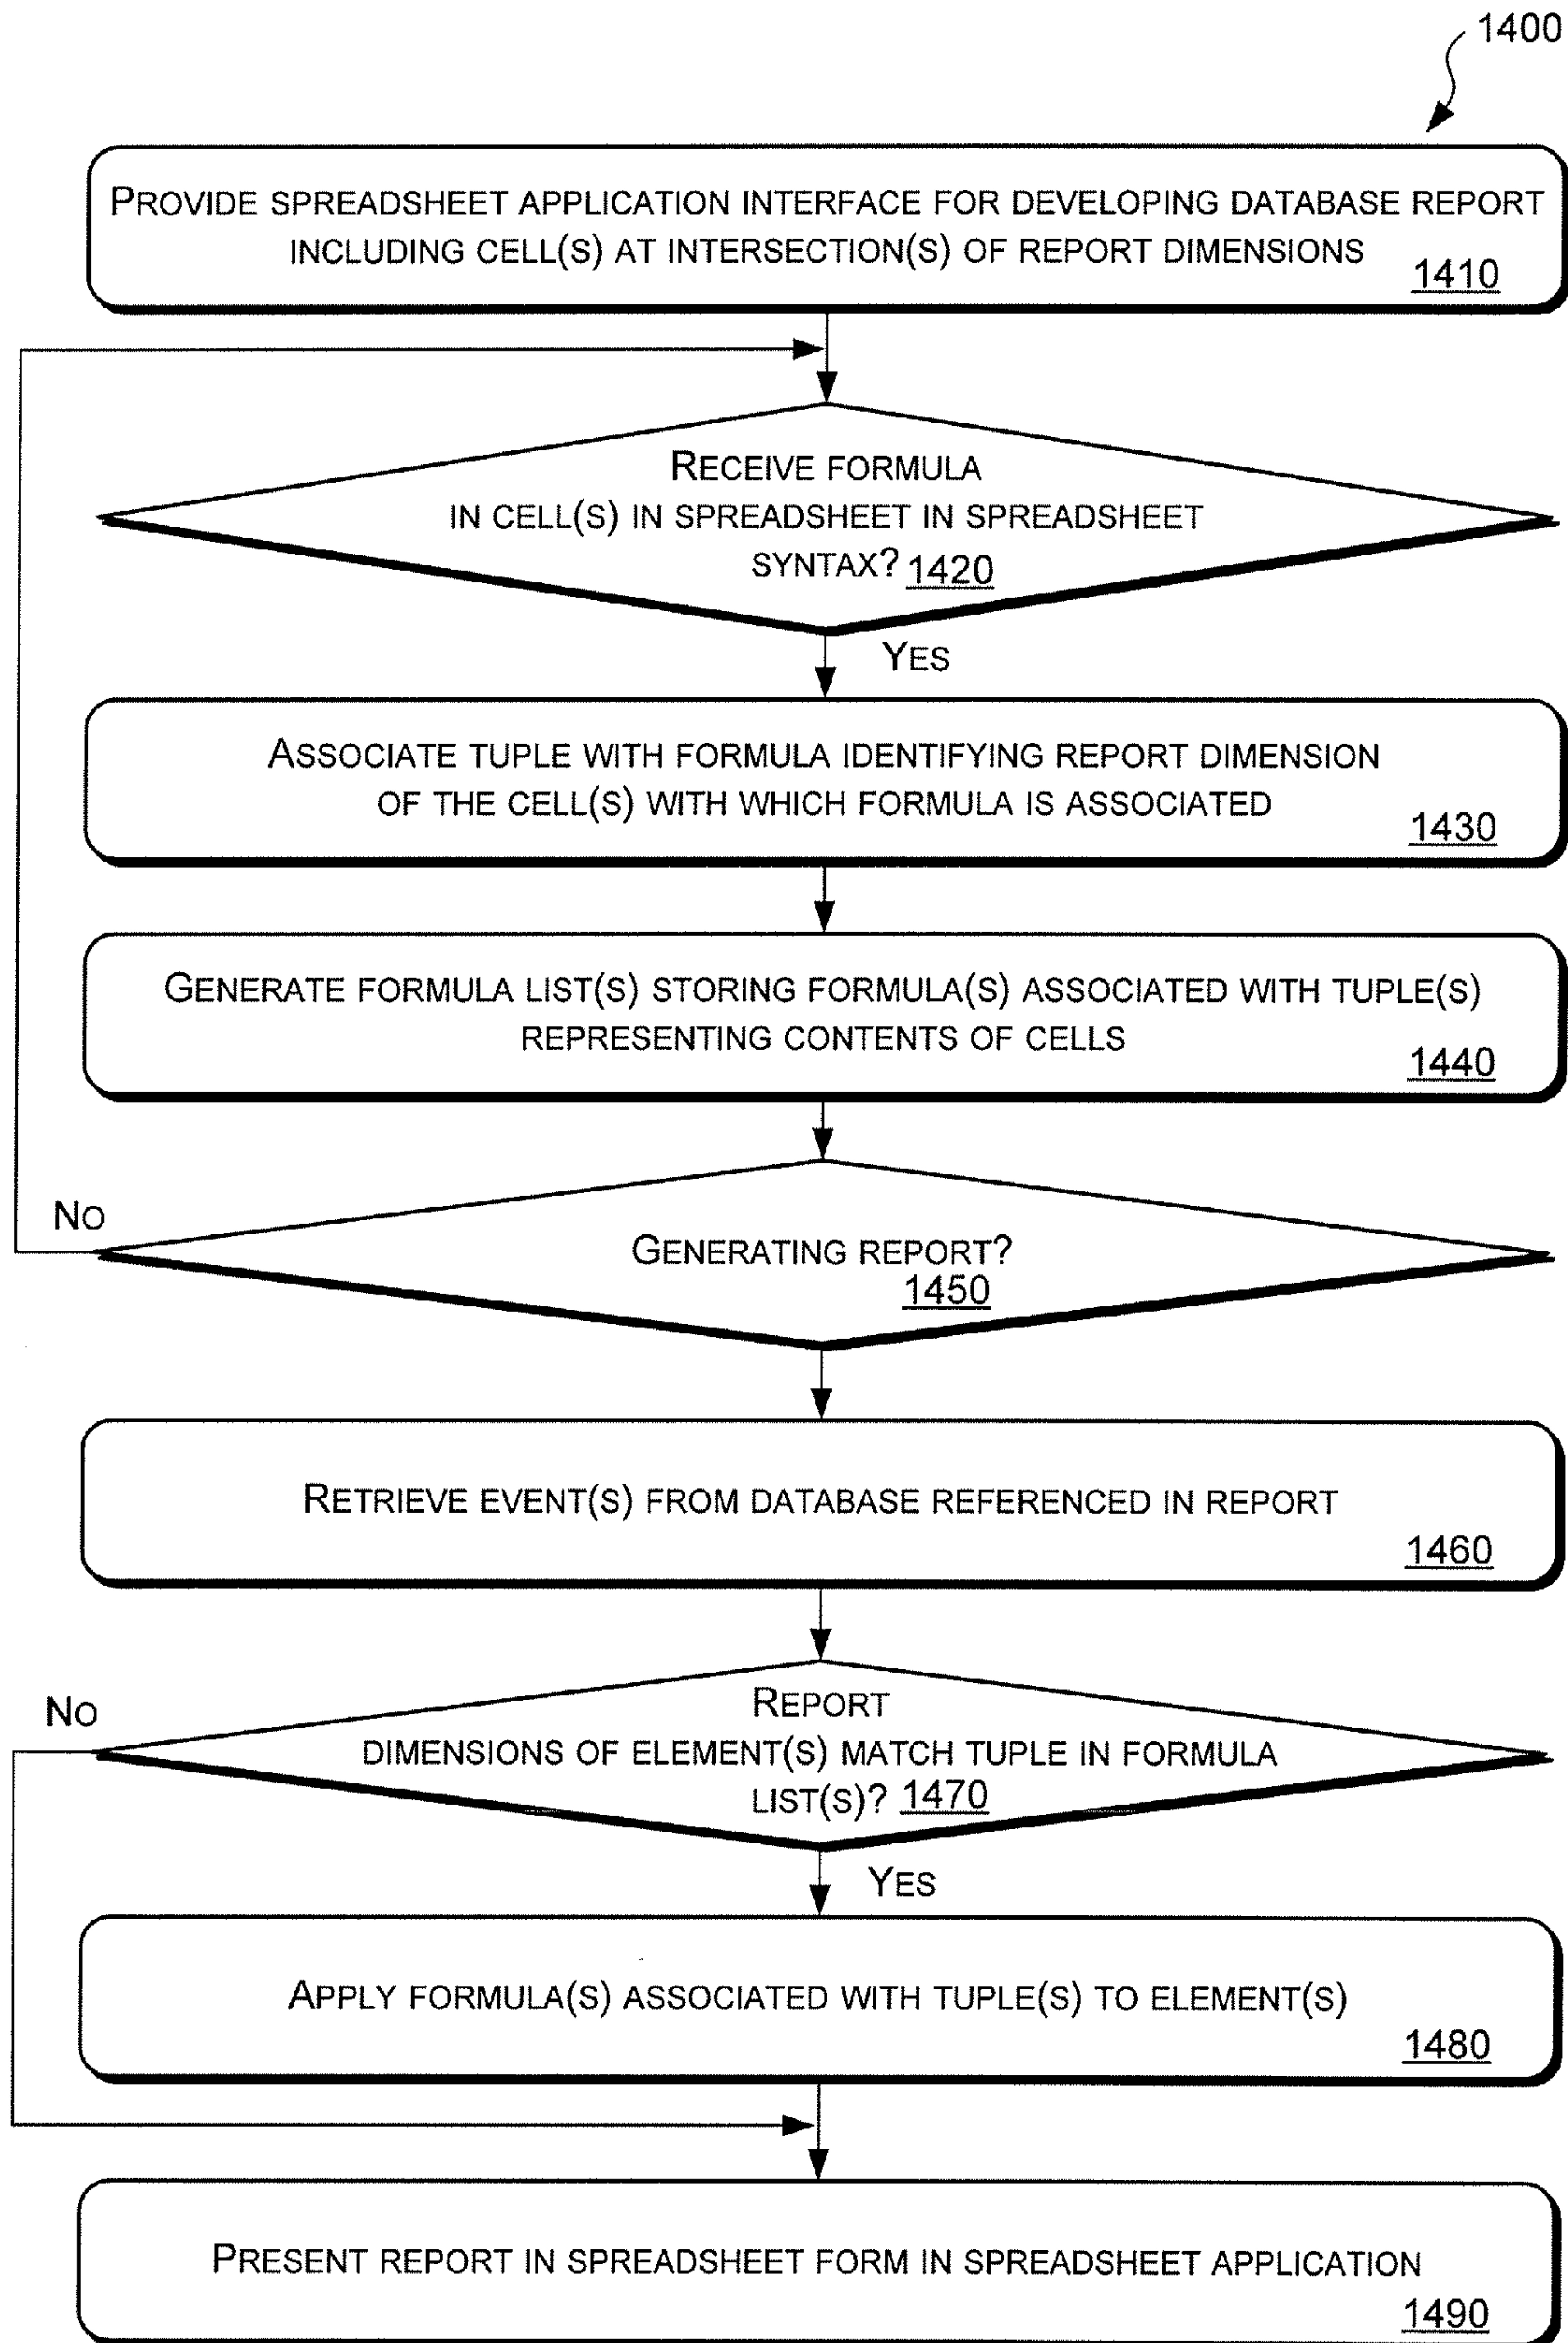 1400
PROVIDE SPREADSHEET APPLICATION INTERFACE FOR DEVELOPING DATABASE REPORT
INCLUDING CELL(S) AT INTERSECTION(S) OF REPORT DIMENSIONS
1410
RECEIVE FORMULA
IN CELL(S) IN SPREADSHEET IN SPREADSHEET
SYNTAX? 1420
YES
ASSOCIATE TUPLE WITH FORMULA IDENTIFYING REPORT DIMENSION
OF THE CELL(S) WITH WHICH FORMULA IS ASSOCIATED
1430
GENERATE FORMULA LIST(S) STORING FORMULA(S) ASSOCIATED WITH TUPLE(S)
REPRESENTING CONTENTS OF CELLS
1440
NO
GENERATING REPORT?
1450
RETRIEVE EVENT(S) FROM DATABASE REFERENCED IN REPORT
1460
NO
REPORT
DIMENSIONS OF ELEMENT(S) MATCH TUPLE IN FORMULA
LIST(S)? 1470
YES
APPLY FORMULA(S) ASSOCIATED WITH TUPLE(S) TO ELEMENT(S)
1480
PRESENT REPORT IN SPREADSHEET FORM IN SPREADSHEET APPLICATION
1490